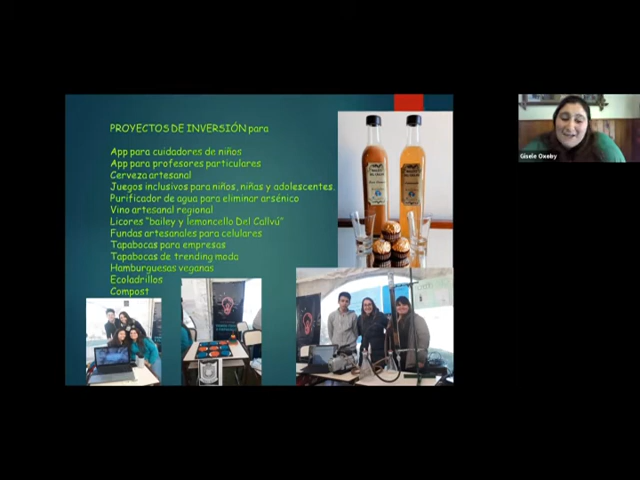 PROYECTOS DE INVERSIÓN para
App para cuidadores de niños
App para profesores particulares
Cerveza artesanal
Juegos inclusivos para niños, niñas y adolescentes.
Purificador de agua para eliminar arsénico
Vino artesanal regional
Licores "bailey y lemoncello Del Callvú"
Fundas artesanales para celulares
Tapabocas para empresas
Tapabocas de trending moda
Hamburguesas veganas
Ecoladrillos
Compost
Gisele Oxoby